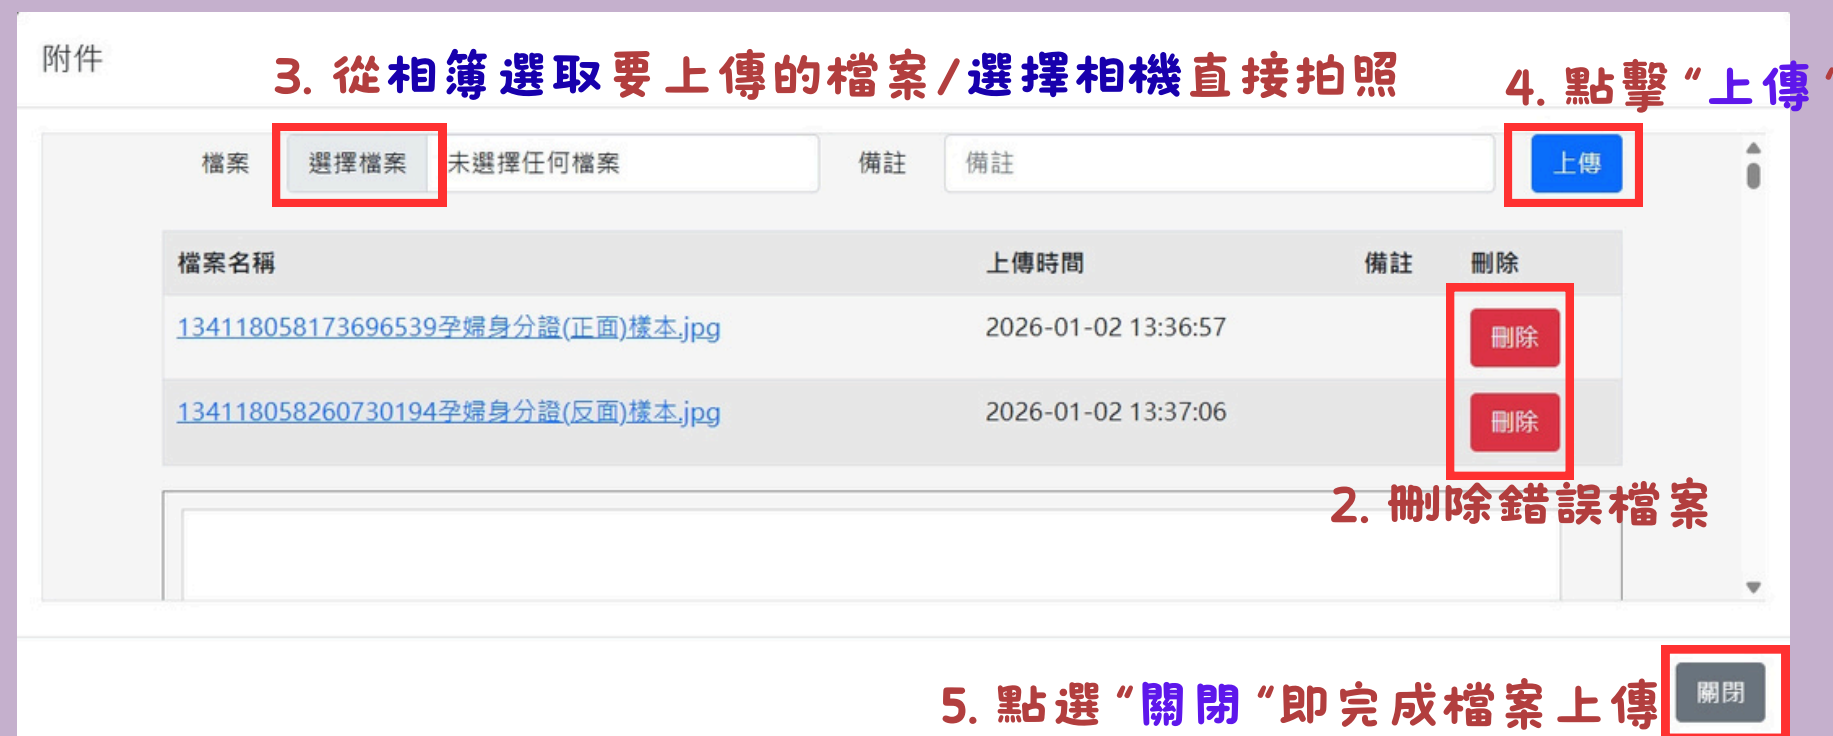 附件
3. 從相簿選取要上傳的檔案/選擇相機直接拍照
4. 點擊"上傳"
檔案 選擇檔案 未選擇任何檔案 備註 備註 上傳
檔案名稱 上傳時間 備註 刪除
134118058173696539孕婦身分證(正面)樣本.jpg 2026-01-02 13:36:57 刪除
134118058260730194孕婦身分證(反面)樣本.jpg 2026-01-02 13:37:06 刪除
2. 刪除錯誤檔案
5. 點選"關閉"即完成檔案上傳 關閉